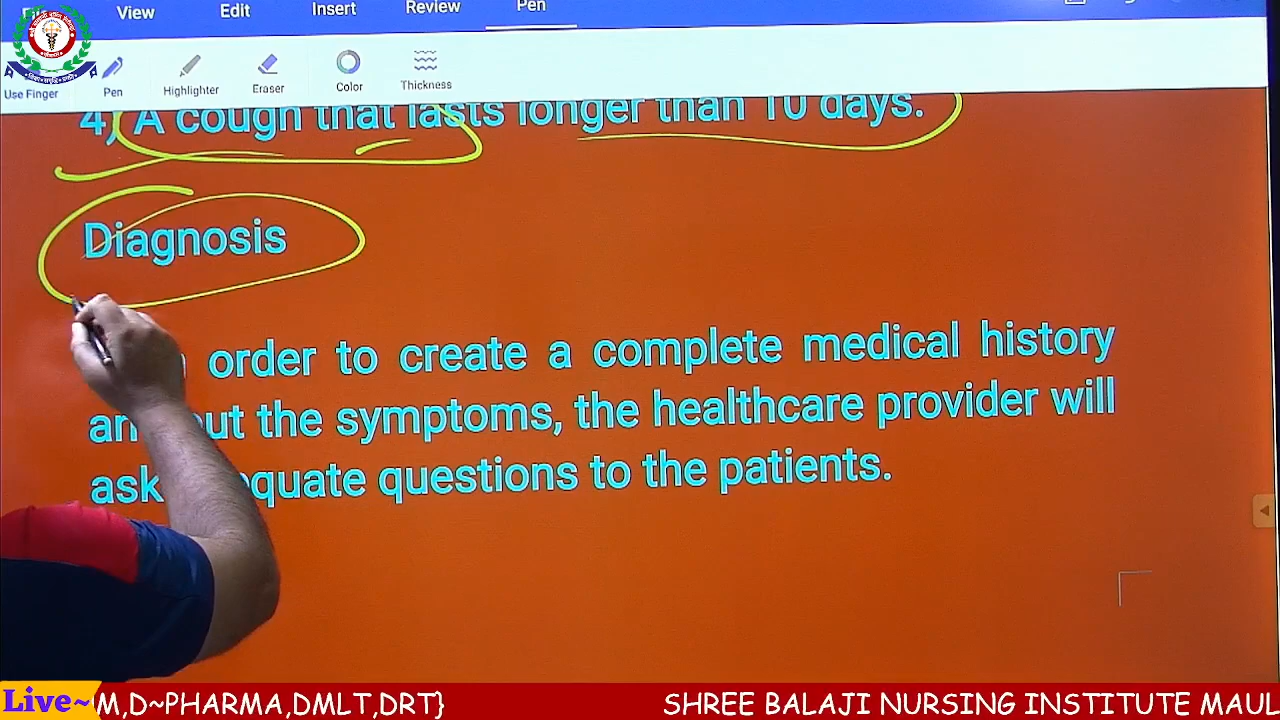 View Edit Insert Review Pen
Use Finger Pen Highlighter Eraser Color Thickness
4) A cough that lasts longer than 10 days.
Diagnosis
order to create a complete medical history
the symptoms, the healthcare provider will
ask questions to the patients.
Live~ M,D~PHARMA,DMLT,DRT} SHREE BALAJI NURSING INSTITUTE MAUL